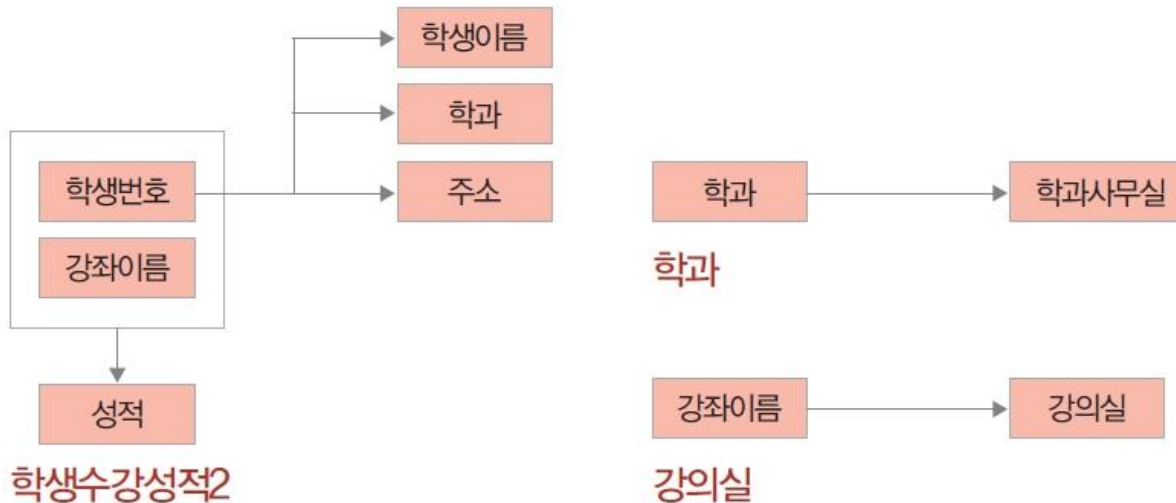 학생이름
학과
주소
학생번호
강좌이름
성적
학생수강성적2
학과
학과사무실
학과
강좌이름
강의실
강의실